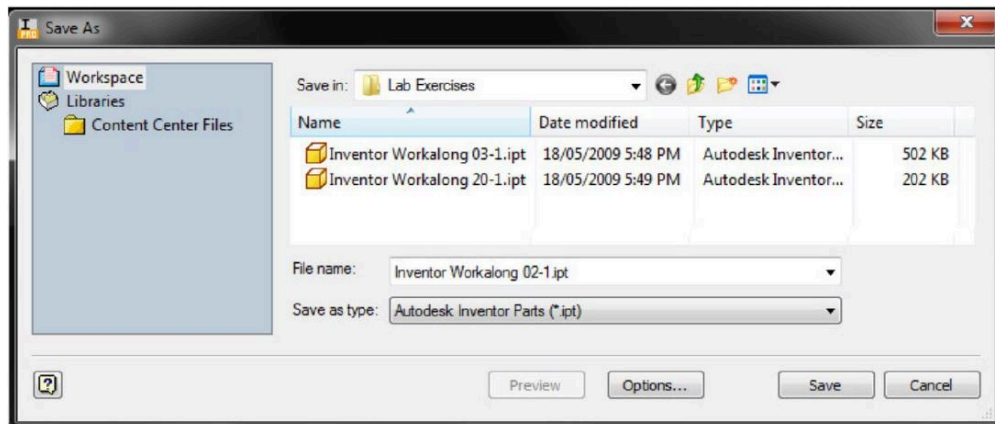 I PRO Save As
Workspace
Libraries
Content Center Files
Save in: Lab Exercises
Name Date modified Type Size
Inventor Workalong 03-1.ipt 18/05/2009 5:48 PM Autodesk Inventor... 502 KB
Inventor Workalong 20-1.ipt 18/05/2009 5:49 PM Autodesk Inventor... 202 KB
File name: Inventor Workalong 02-1.ipt
Save as type: Autodesk Inventor Parts (*.ipt)
? Preview Options... Save Cancel